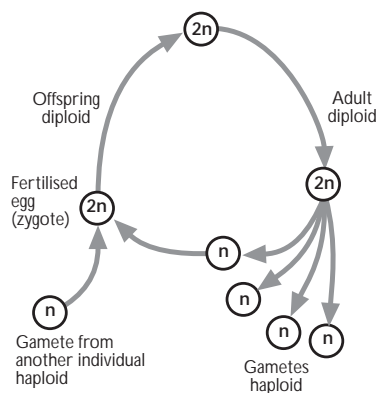 2n
Offspring
diploid
Adult
diploid
Fertilised
egg
(zygote)
2n
2n
n
n
n
n
n
Gamete from
another individual
haploid
Gametes
haploid